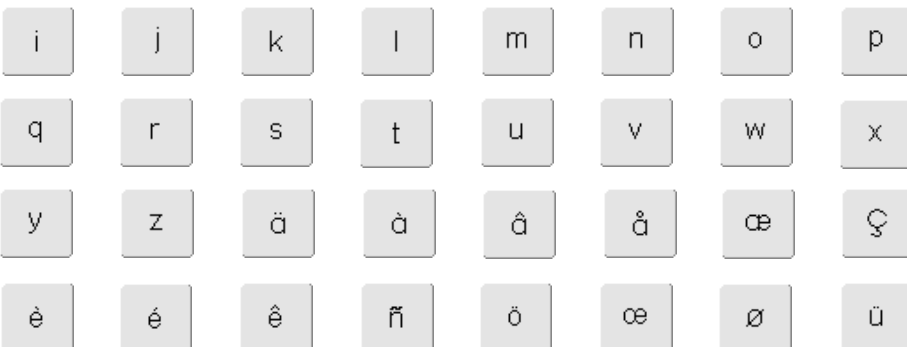 i j k l m n o p
q r s t u v w x
y z ä à â å œ Ç
è é ê ñ ö œ ø ü